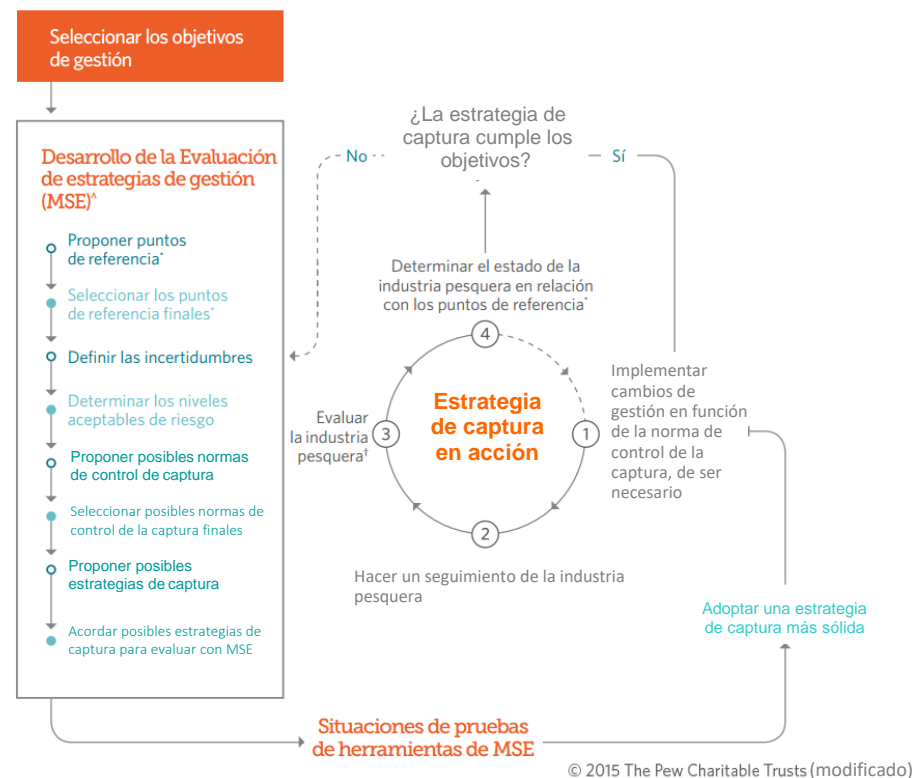 Seleccionar los objetivos
de gestión
Desarrollo de la Evaluación
de estrategias de gestión
(MSE)^
Proponer puntos
de referencia*
Seleccionar los puntos
de referencia finales*
Definir las incertidumbres
Determinar los niveles
aceptables de riesgo
Proponer posibles normas
de control de captura
Seleccionar posibles normas de
control de la captura finales
Proponer posibles
estrategias de captura
Acordar posibles estrategias de
captura para evaluar con MSE
¿La estrategia de
captura cumple los
objetivos?
No
Sí
Determinar el estado de la
industria pesquera en relación
con los puntos de referencia*
4
Estrategia
de captura
en acción
Evaluar
la industria
pesquera†
3
1
Implementar
cambios de
gestión en función
de la norma de
control de la
captura, de ser
necesario
2
Hacer un seguimiento de la industria
pesquera
Adoptar una estrategia
de captura más sólida
Situaciones de pruebas
de herramientas de MSE
© 2015 The Pew Charitable Trusts (modificado)